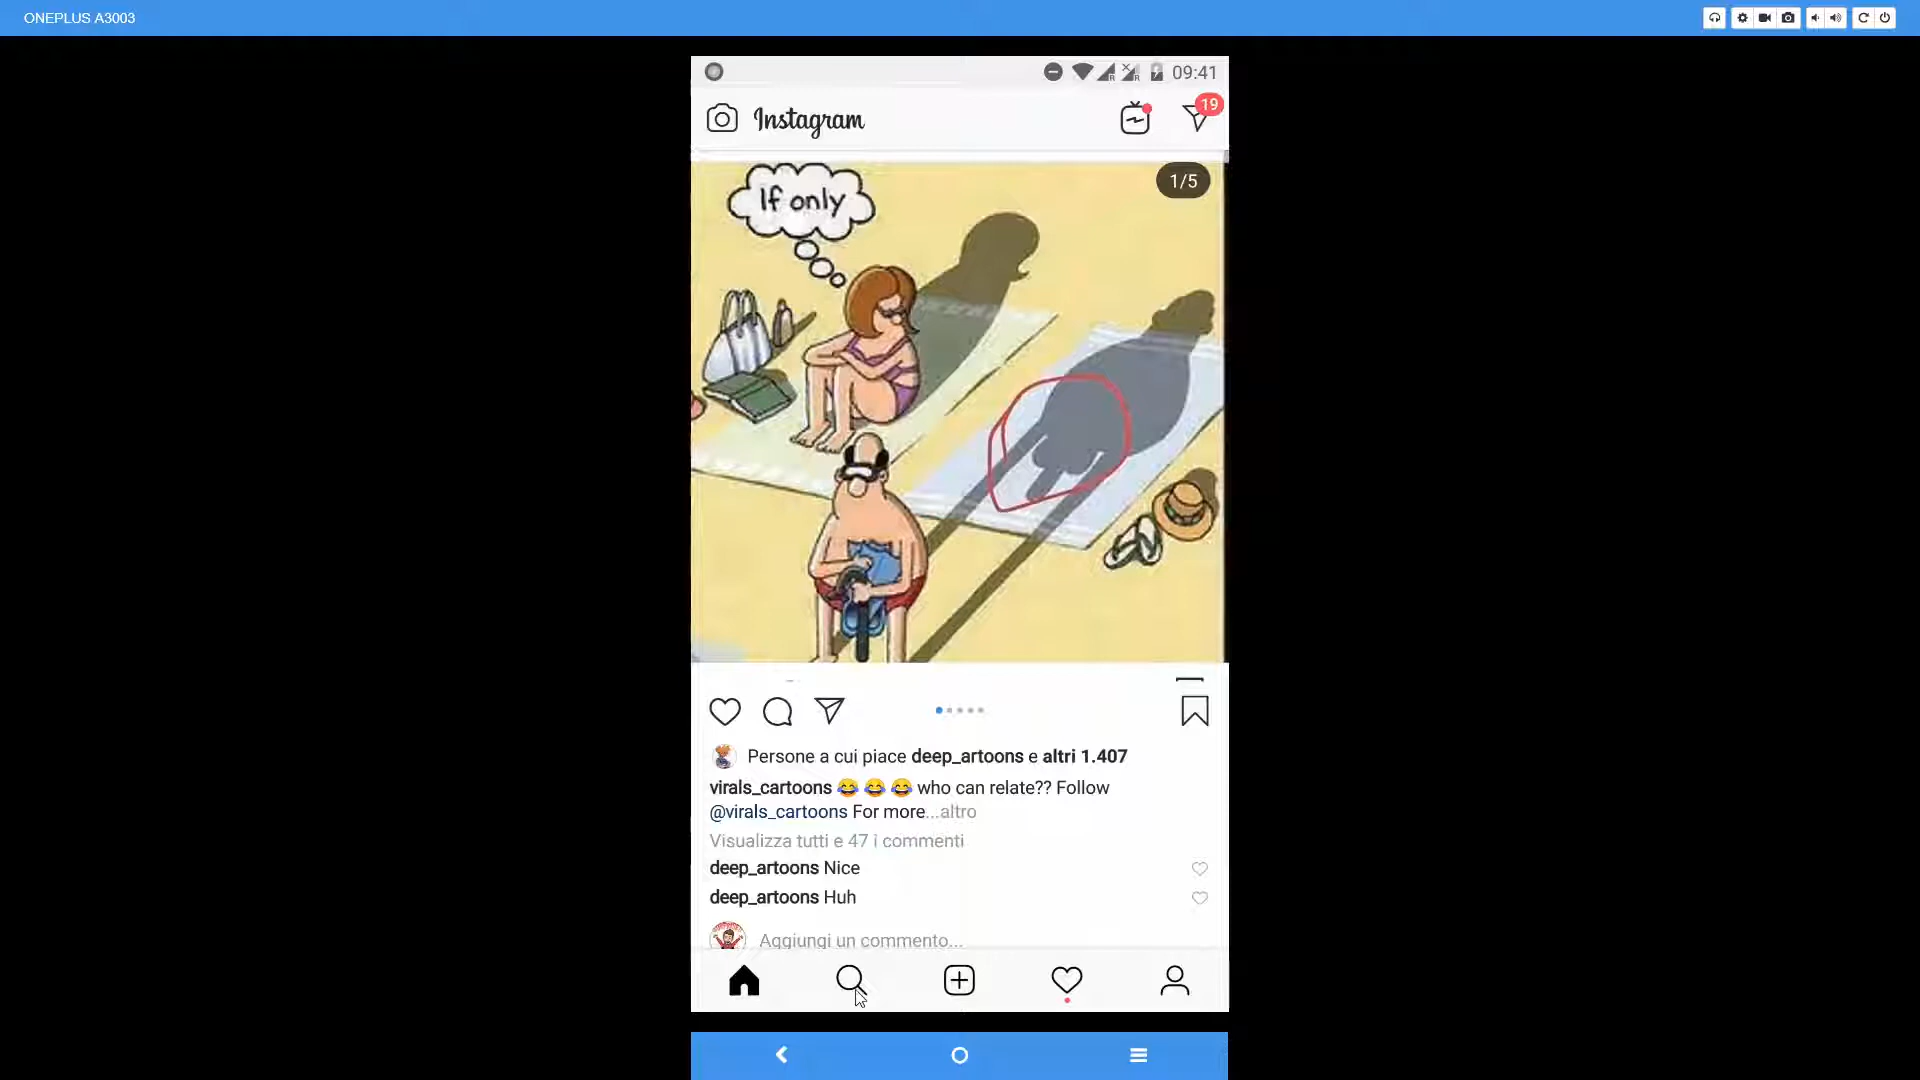 ONEPLUS A3003
09:41
Instagram
19
If only
1/5
Persone a cui piace deep_artoons e altri 1.407
virals_cartoons 😂 😂 😂 who can relate?? Follow
@virals_cartoons For more...altro
Visualizza tutti e 47 i commenti
deep_artoons Nice
deep_artoons Huh
Aggiungi un commento...